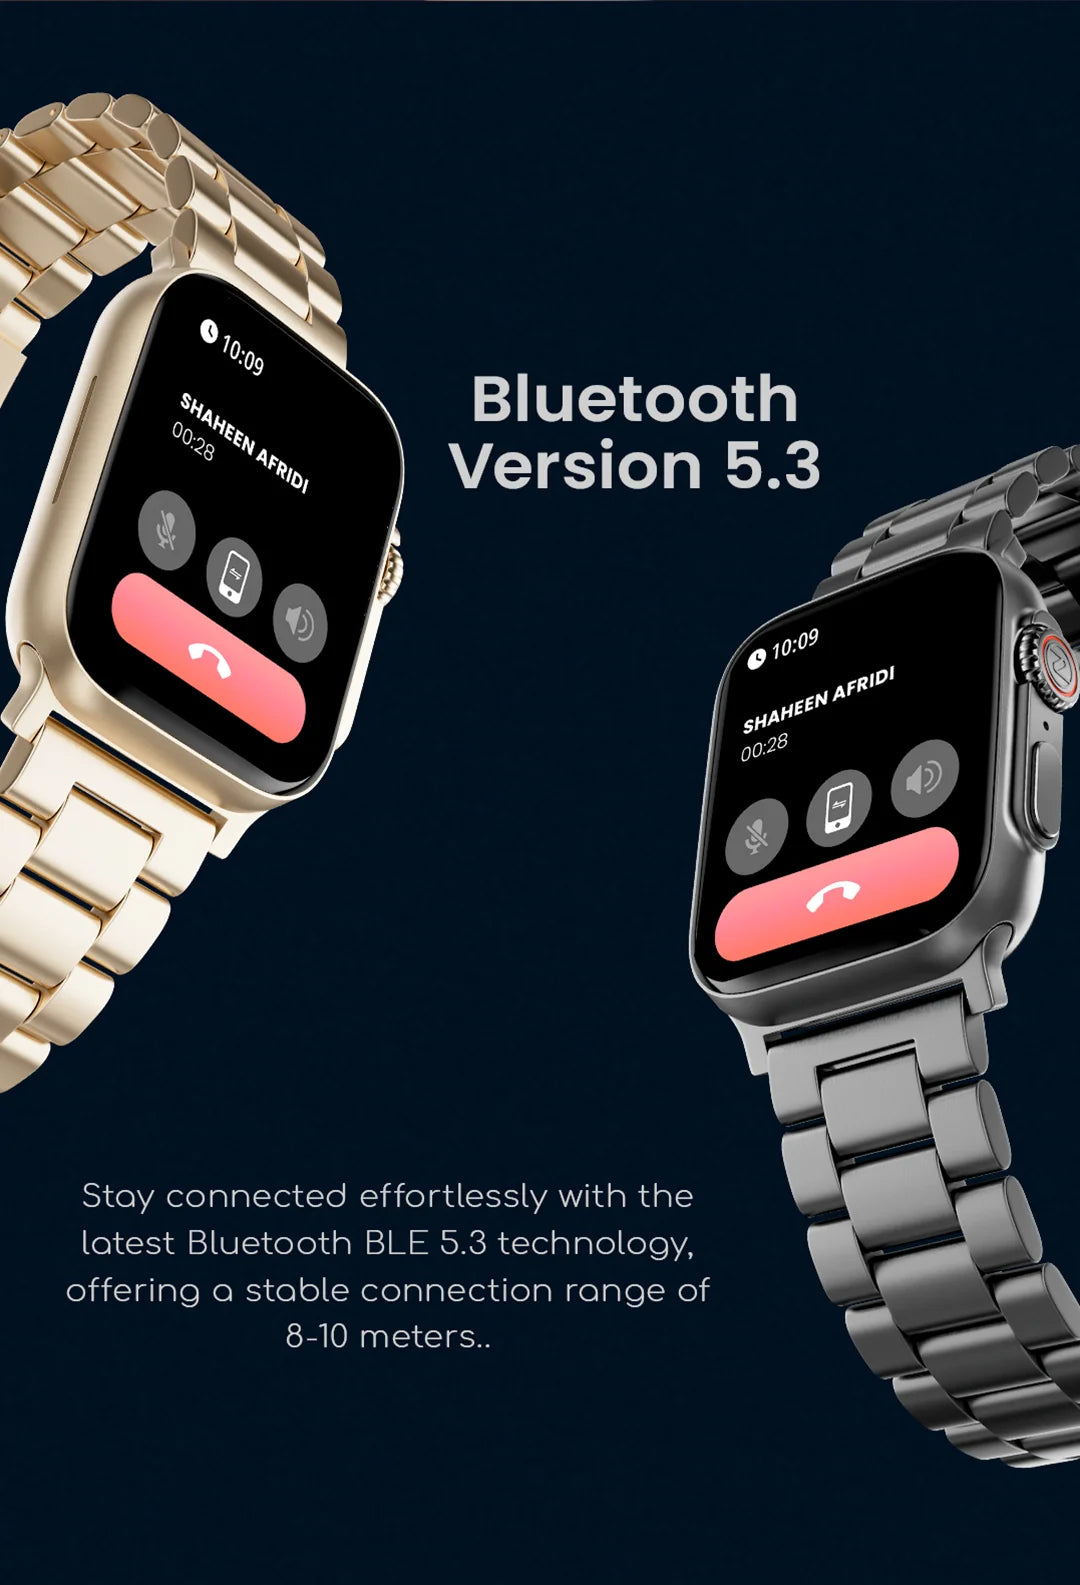 10:09
SHAHEEN AFRIDI
00:28
Bluetooth
Version 5.3
10:09
SHAHEEN AFRIDI
00:28
Stay connected effortlessly with the
latest Bluetooth BLE 5.3 technology,
offering a stable connection range of
8-10 meters..